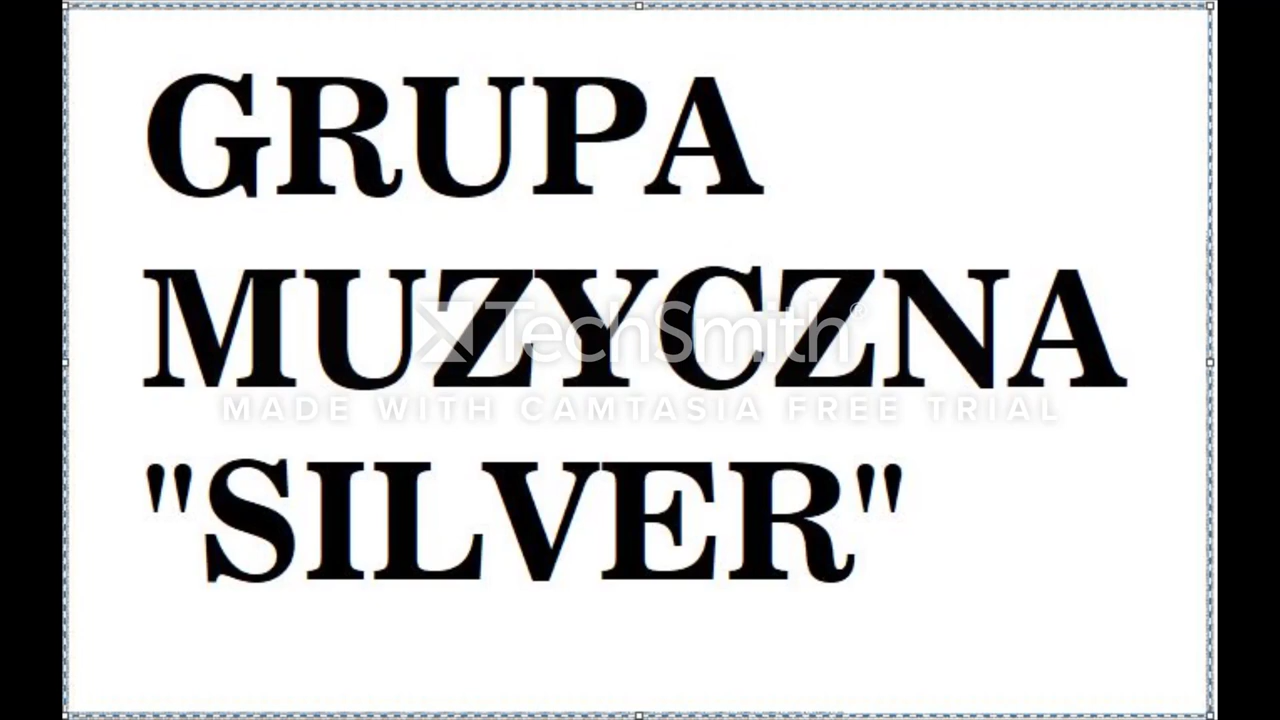 GRUPA
MUZYCZNA
TechSmith®
MADE WITH CAMTASIA FREE TRIAL
"SILVER"